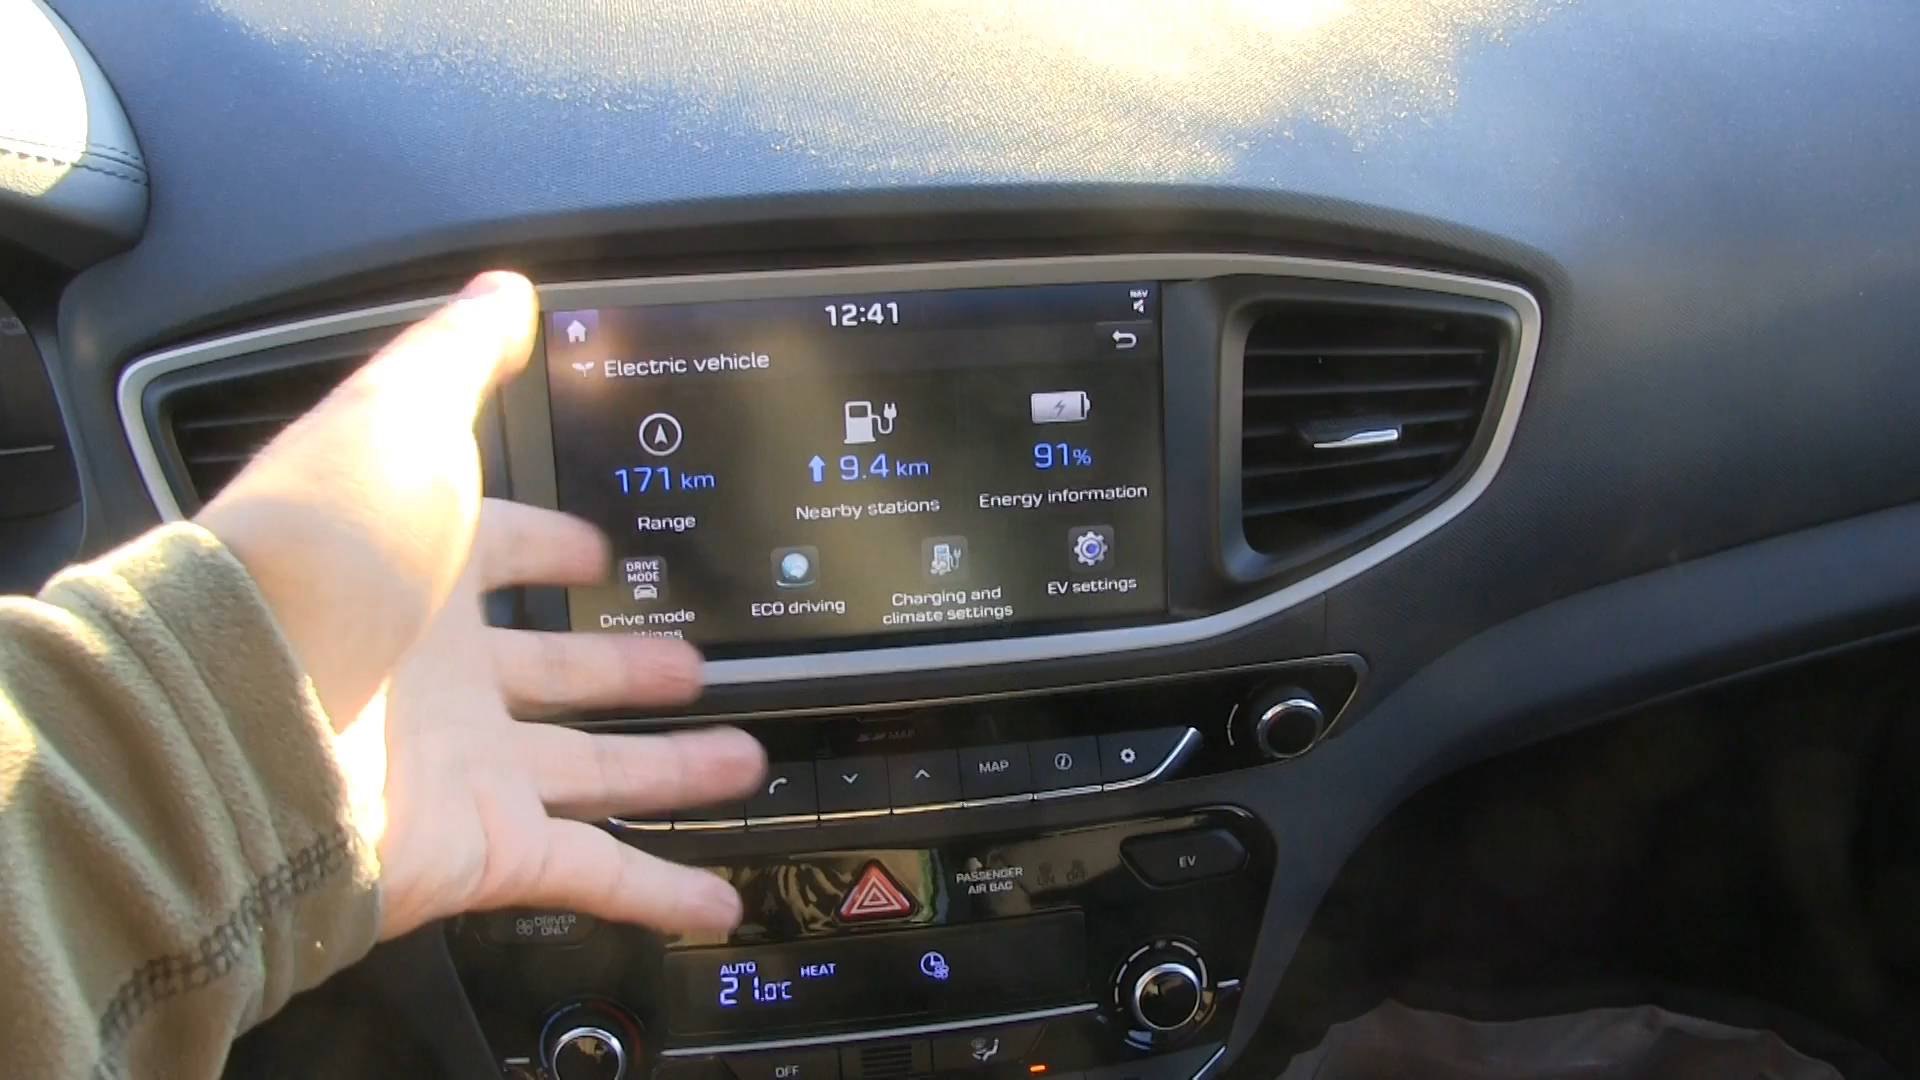 12:41
NAV
Electric vehicle
171 km
9.4 km
91%
Range
Nearby stations
Energy information
DRIVE
MODE
Drive mode
ECO driving
Charging and
climate settings
EV settings
MAP
EV
PASSENGER
AIR BAG
DRIVER
ONLY
AUTO
HEAT
21.0°C
OFF